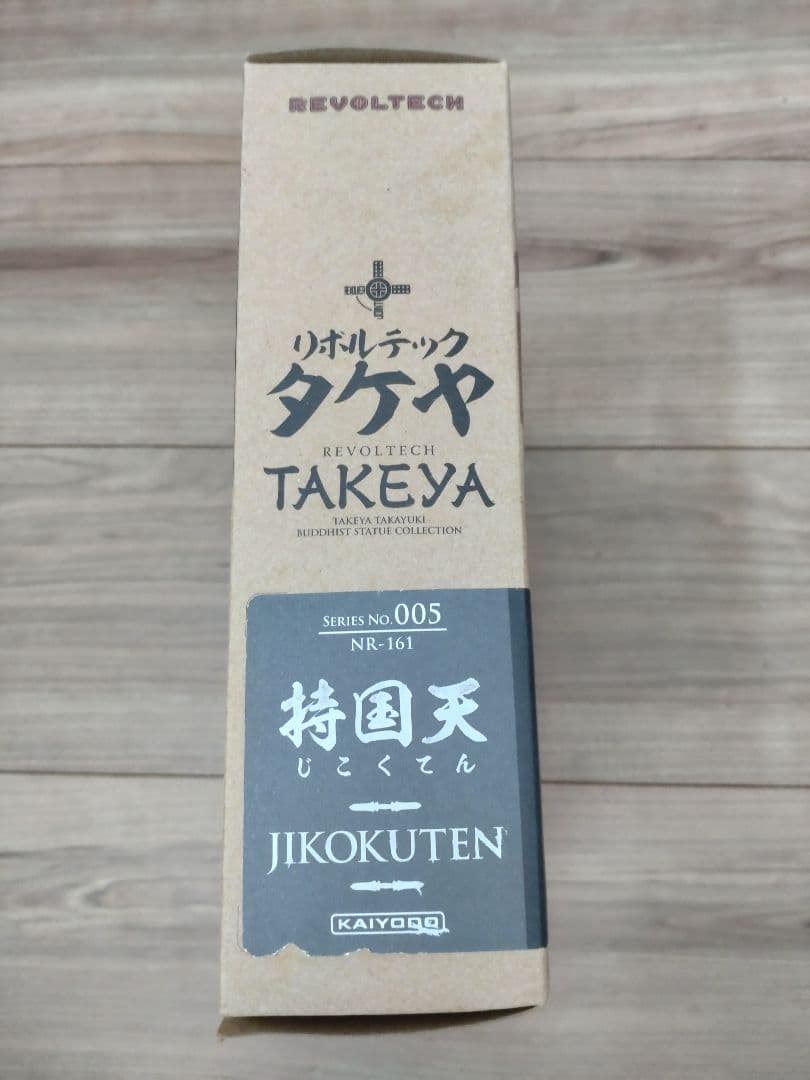 REVOLTECH
リボルテック
タケヤ
REVOLTECH
TAKEYA
TAKEYA TAKAYUKI
BUDDHIST STATUE COLLECTION
SERIES NO.005
NR-161
持国天
じこくてん
JIKOKUTEN
KAIYODO